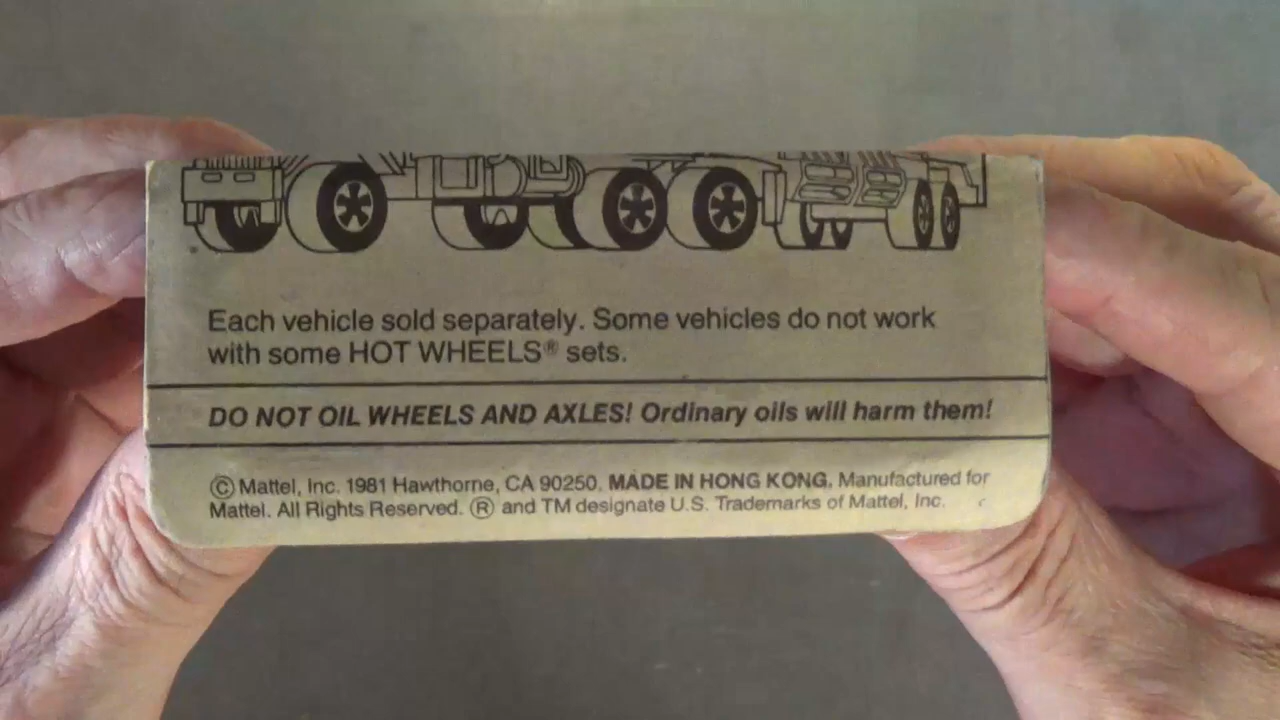 Each vehicle sold separately. Some vehicles do not work
with some HOT WHEELS® sets.
DO NOT OIL WHEELS AND AXLES! Ordinary oils will harm them!
© Mattel, Inc. 1981 Hawthorne, CA 90250. MADE IN HONG KONG. Manufactured for
Mattel. All Rights Reserved. ® and TM designate U.S. Trademarks of Mattel, Inc.